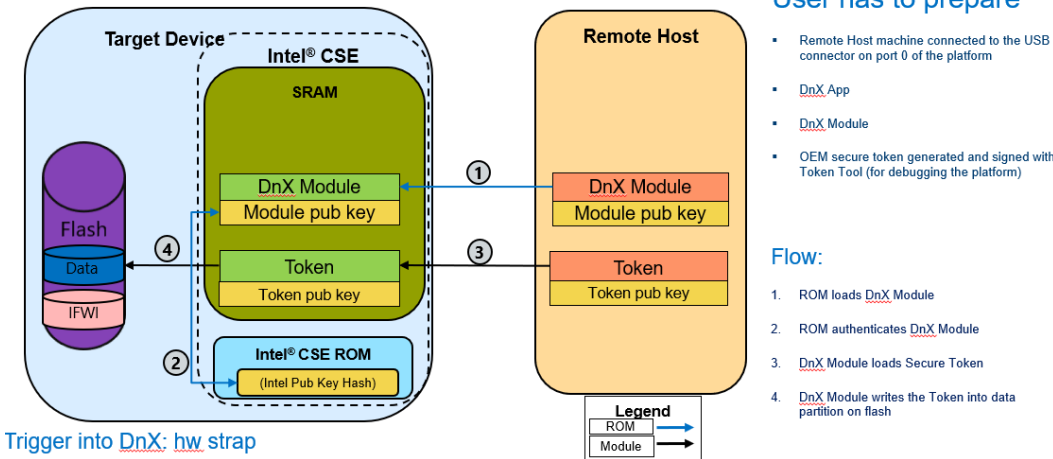 Target Device
Intel® CSE
SRAM
DnX Module
Module pub key
Token
Token pub key
Flash
Data
IFWI
Intel® CSE ROM
(Intel Pub Key Hash)
1
2
3
4
Remote Host
DnX Module
Module pub key
Token
Token pub key
Legend
ROM
Module
Trigger into DnX: hw strap
User has to prepare
Remote Host machine connected to the USB
connector on port 0 of the platform
DnX App
DnX Module
OEM secure token generated and signed with
Token Tool (for debugging the platform)
Flow:
1. ROM loads DnX Module
2. ROM authenticates DnX Module
3. DnX Module loads Secure Token
4. DnX Module writes the Token into data
partition on flash